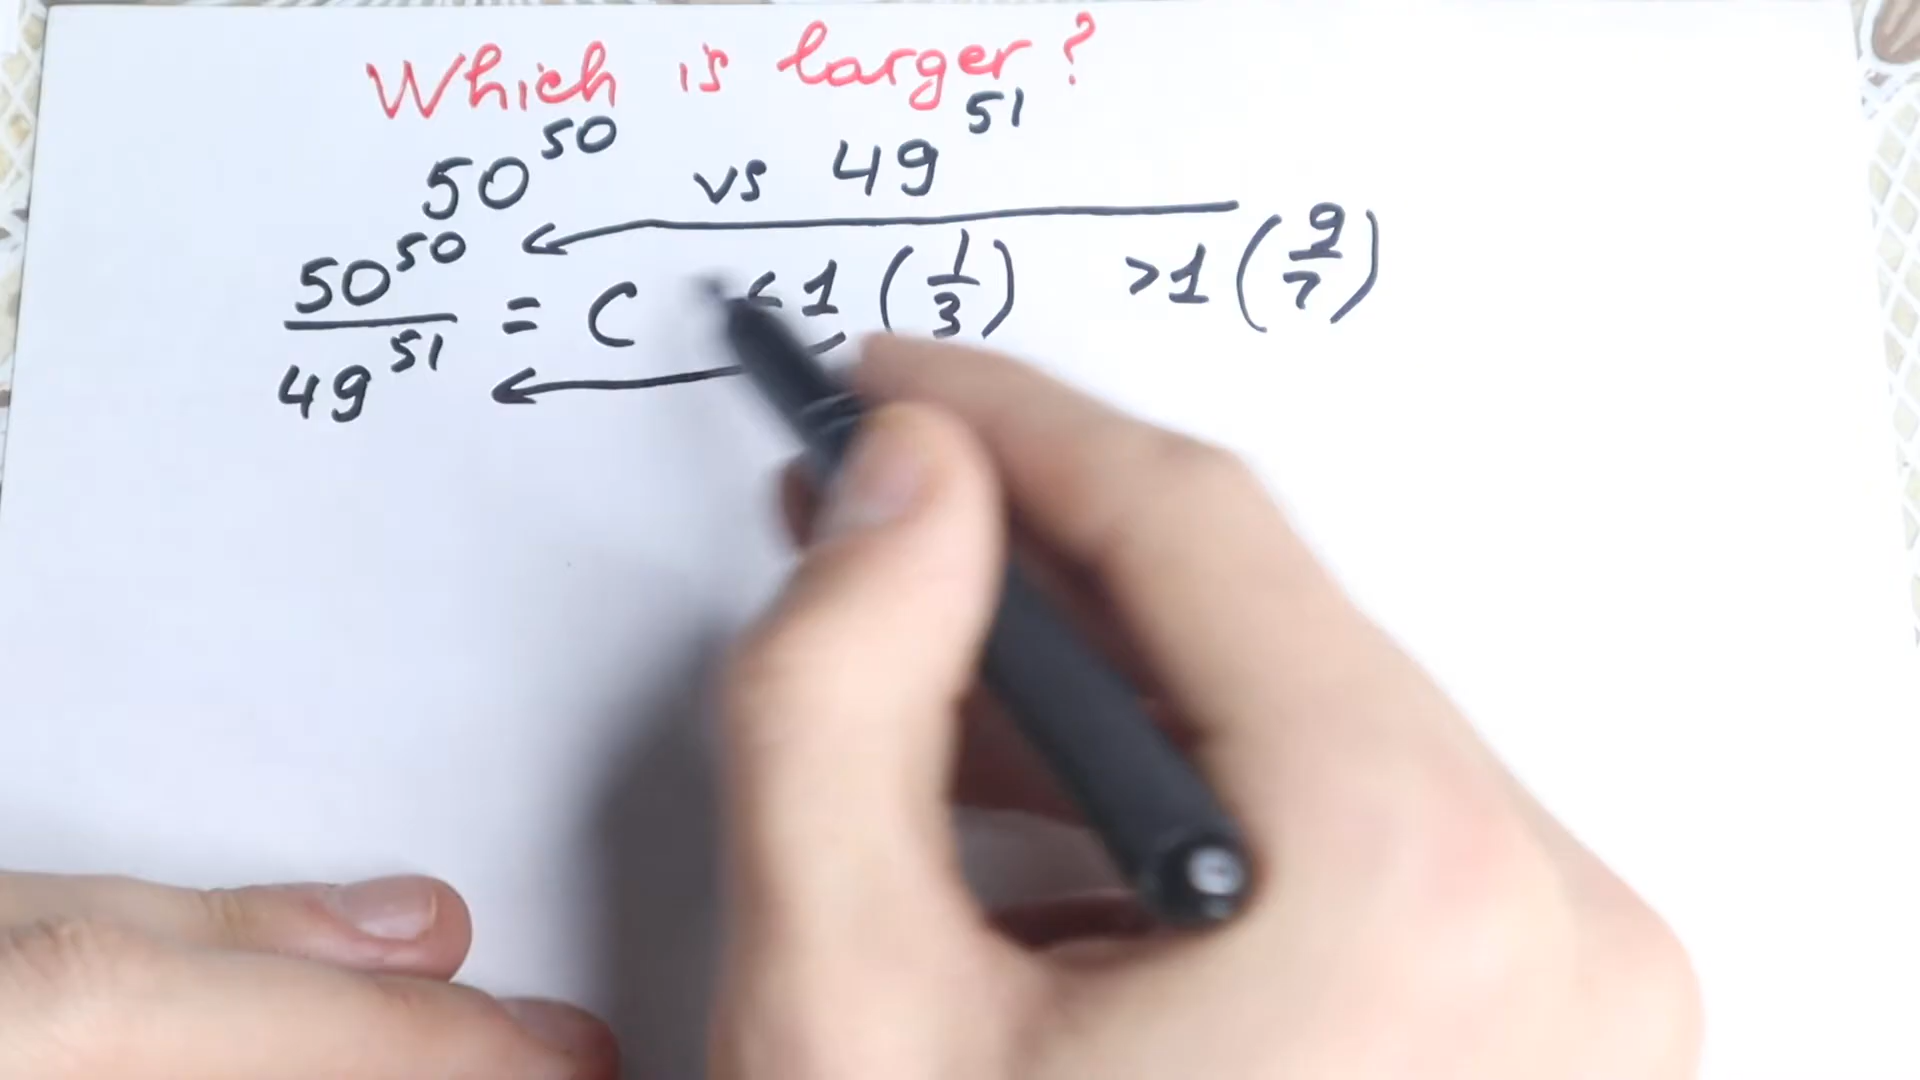 Which is larger?
50^50 vs 49^51
50^50/49^51 = C < 1 (1/3) > 1 (9/7)